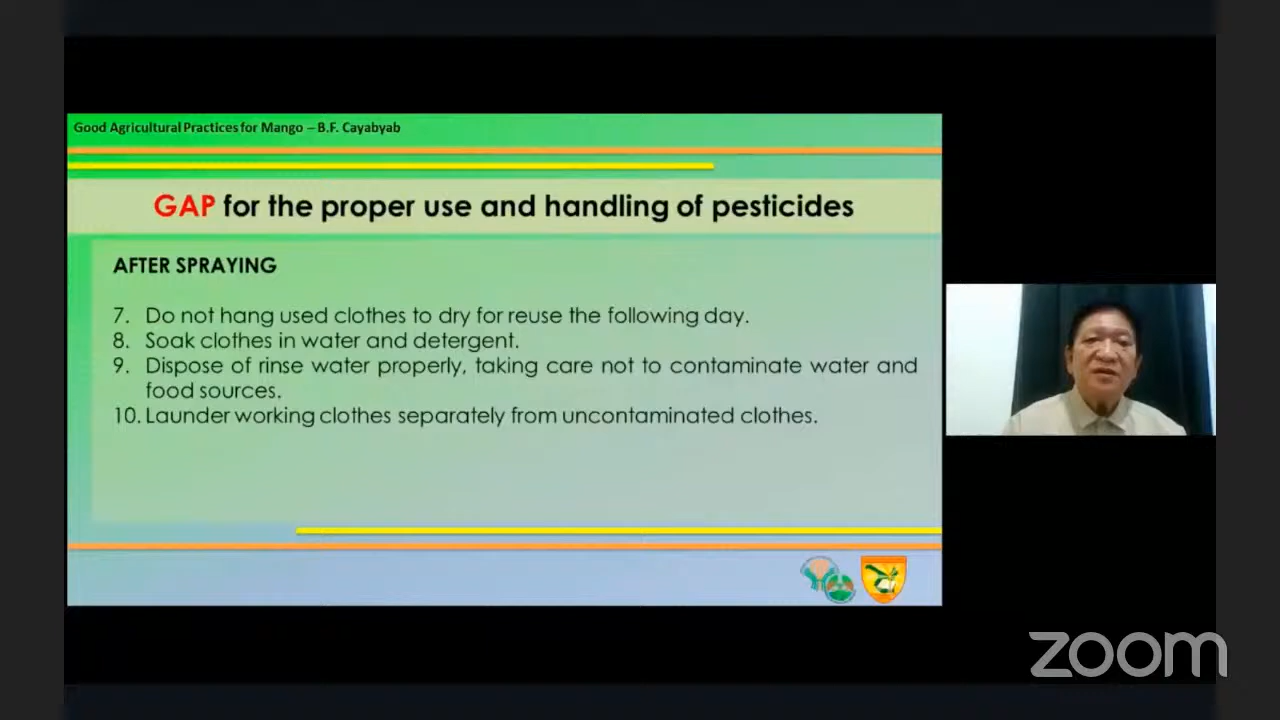 Good Agricultural Practices for Mango – B.F. Cayabyab
GAP for the proper use and handling of pesticides
AFTER SPRAYING
7. Do not hang used clothes to dry for reuse the following day.
8. Soak clothes in water and detergent.
9. Dispose of rinse water properly, taking care not to contaminate water and
food sources.
10. Launder working clothes separately from uncontaminated clothes.
zoom